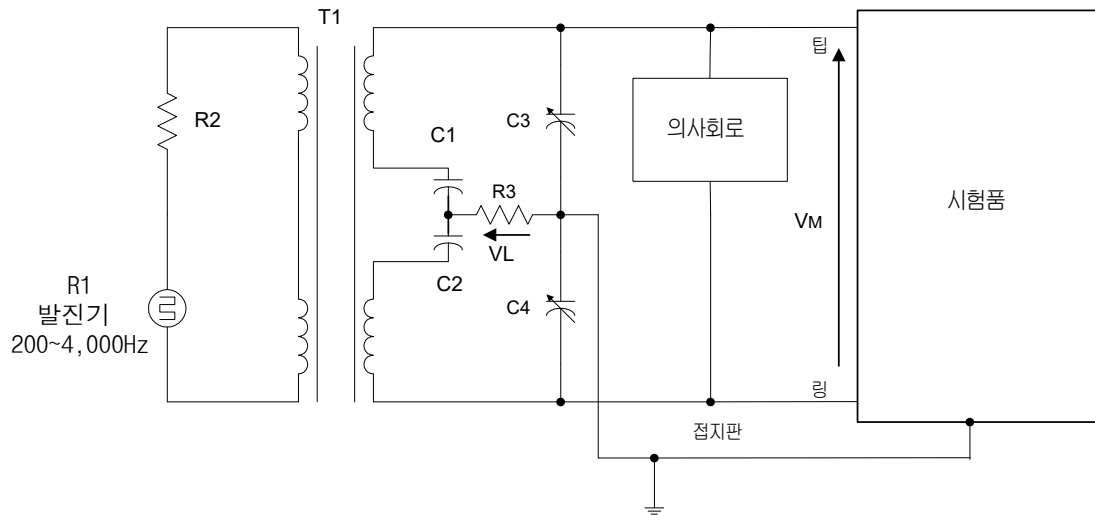 T1
R2
C1
C3
R3
VL
C2
C4
R1
발진기
200~4,000Hz
의사회로
팁
VM
링
시험품
접지판